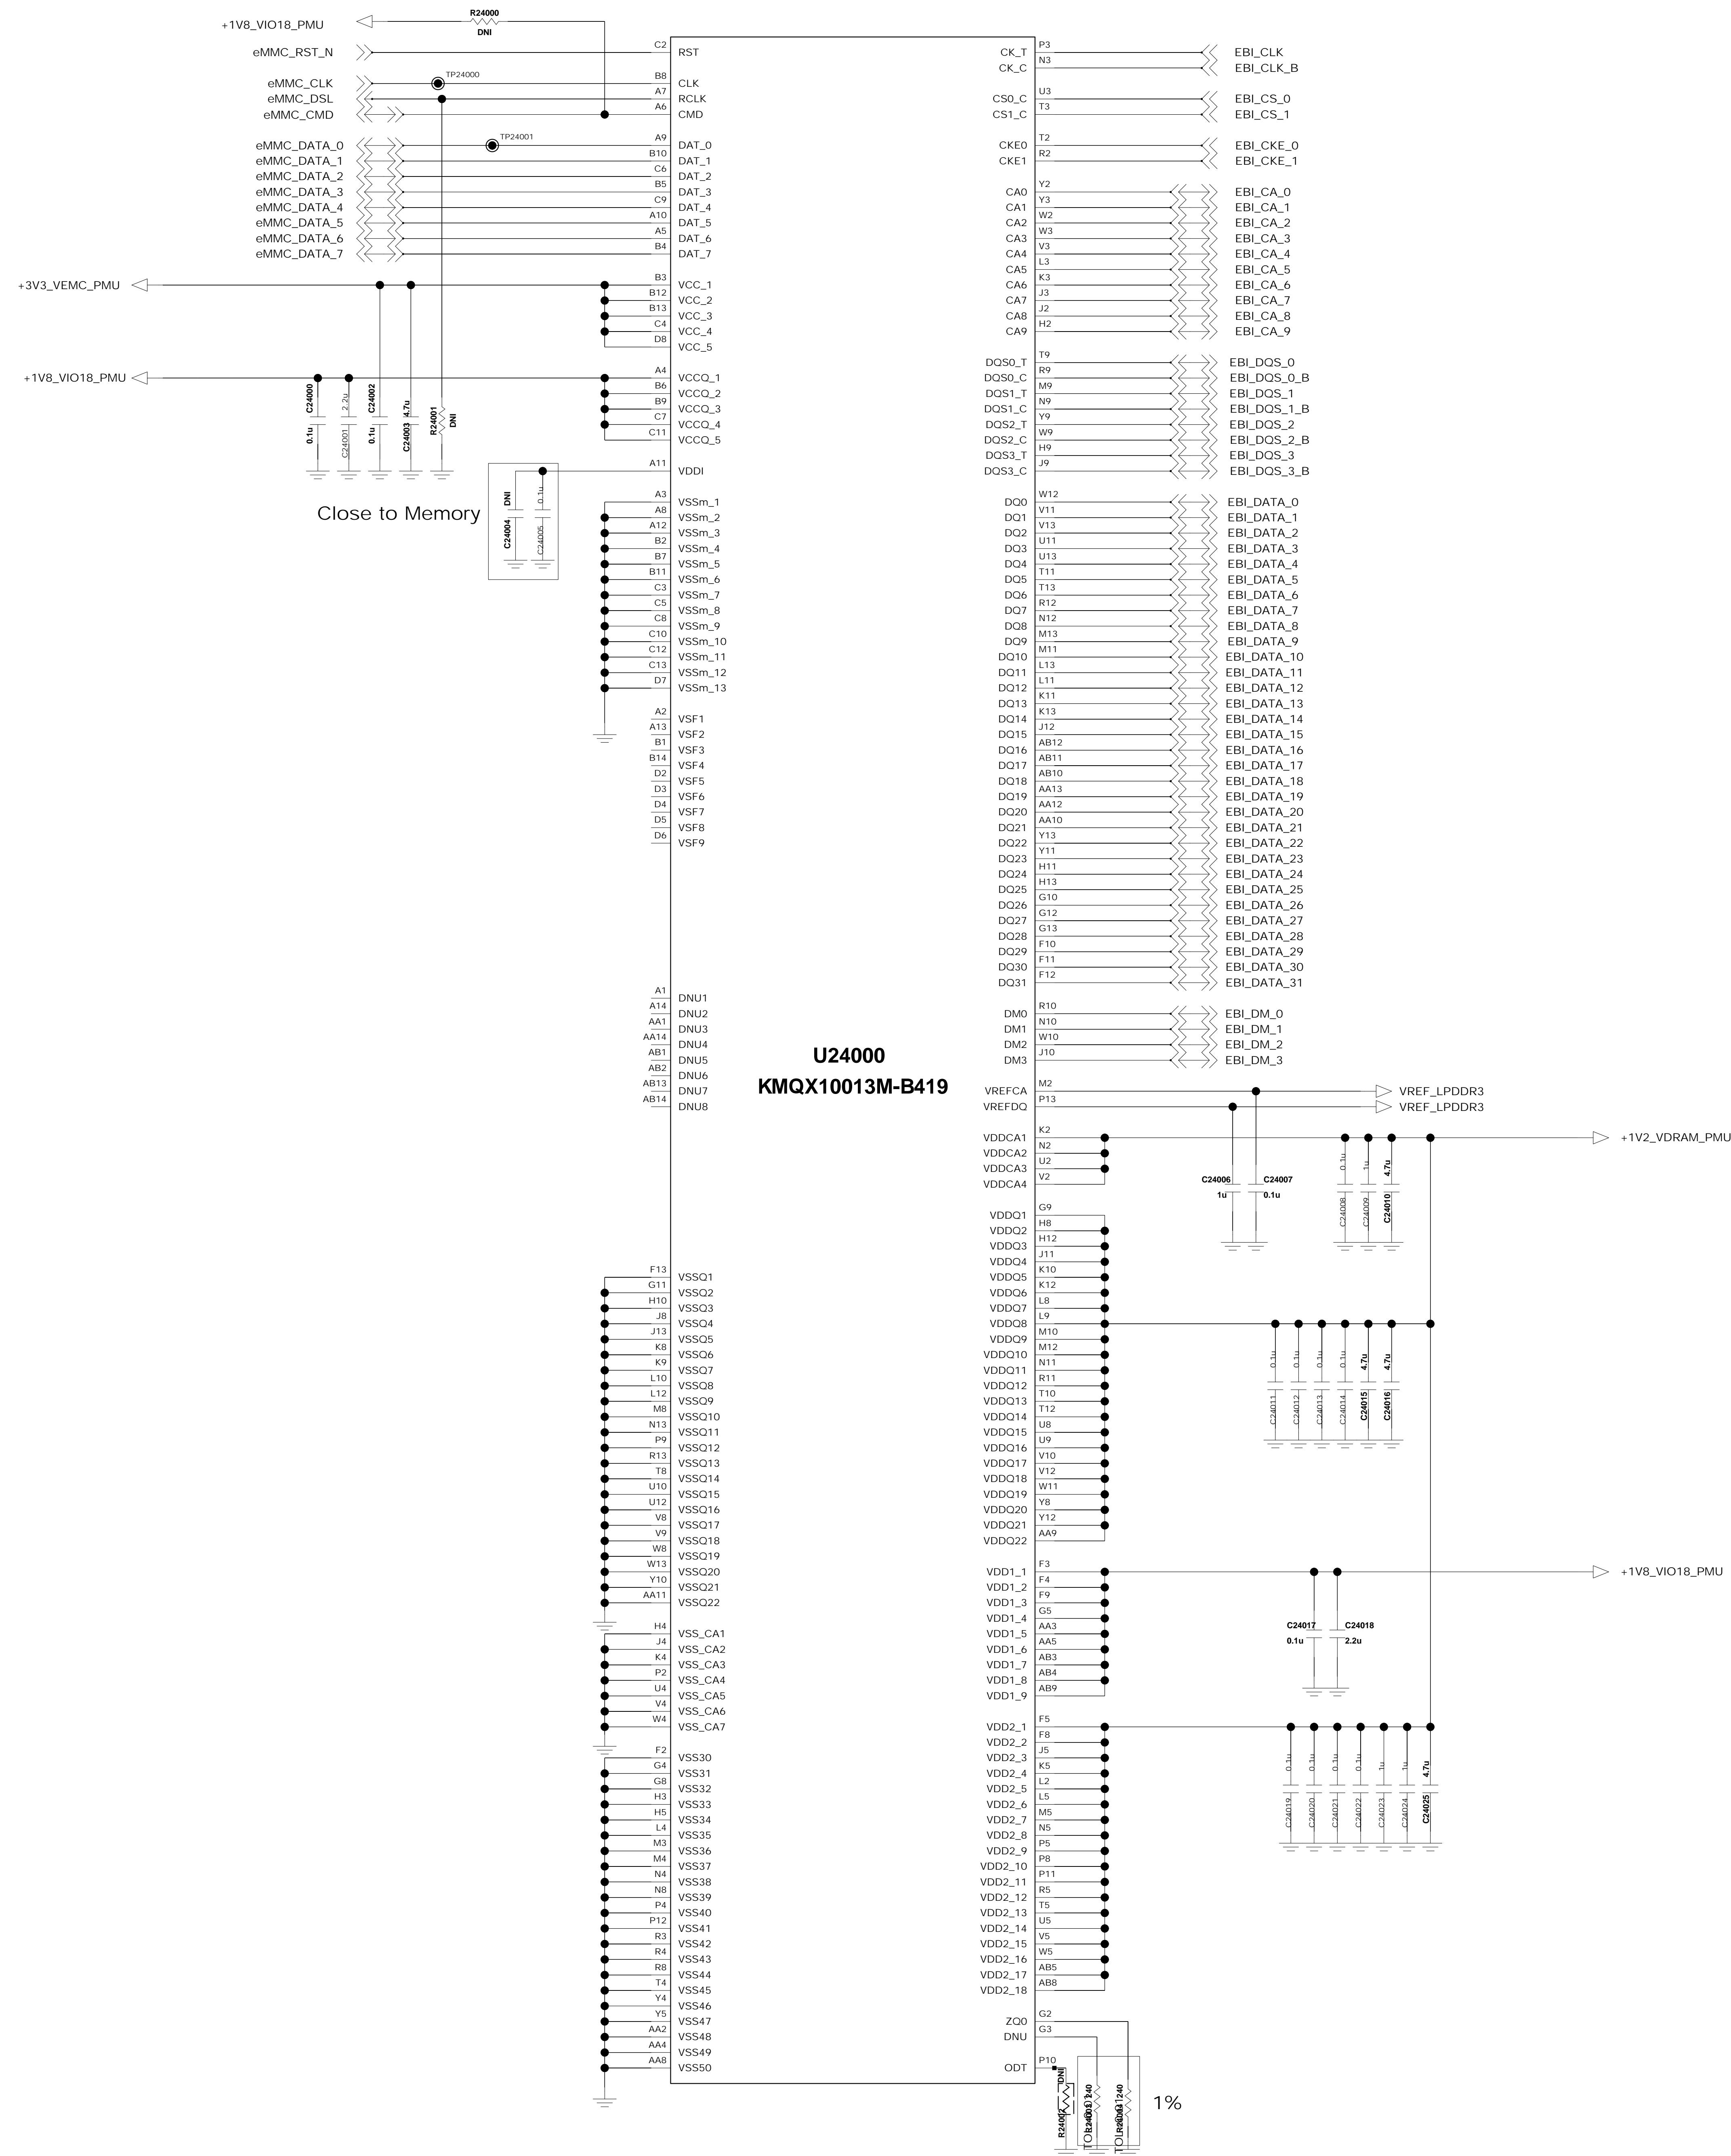 R24000
+1V8_VIO18_PMU
DNI
eMMC_RST_N C2 RST
eMMC_CLK TP24000 B8 CLK
eMMC_DSL A7 RCLK
eMMC_CMD A6 CMD
eMMC_DATA_0 TP24001 A9 DAT_0
eMMC_DATA_1 B10 DAT_1
eMMC_DATA_2 C6 DAT_2
eMMC_DATA_3 B5 DAT_3
eMMC_DATA_4 C9 DAT_4
eMMC_DATA_5 A10 DAT_5
eMMC_DATA_6 A5 DAT_6
eMMC_DATA_7 B4 DAT_7
+3V3_VEMC_PMU B3 VCC_1
B12 VCC_2
B13 VCC_3
C4 VCC_4
D8 VCC_5
+1V8_VIO18_PMU A4 VCCQ_1
B6 VCCQ_2
B9 VCCQ_3
C7 VCCQ_4
C11 VCCQ_5
C24000 0.1u
2.2u C24001
C24002 0.1u
4.7u C24003
R24001 DNI
A11 VDDI
Close to Memory
DNI C24004
0.1u C24005
A3 VSSm_1
A8 VSSm_2
A12 VSSm_3
B2 VSSm_4
B7 VSSm_5
B11 VSSm_6
C3 VSSm_7
C5 VSSm_8
C8 VSSm_9
C10 VSSm_10
C12 VSSm_11
C13 VSSm_12
D7 VSSm_13
A2 VSF1
A13 VSF2
B1 VSF3
B14 VSF4
D2 VSF5
D3 VSF6
D4 VSF7
D5 VSF8
D6 VSF9
A1 DNU1
A14 DNU2
AA1 DNU3
AA14 DNU4
AB1 DNU5
AB2 DNU6
AB13 DNU7
AB14 DNU8
U24000
KMQX10013M-B419
F13 VSSQ1
G11 VSSQ2
H10 VSSQ3
J8 VSSQ4
J13 VSSQ5
K8 VSSQ6
K9 VSSQ7
L10 VSSQ8
L12 VSSQ9
M8 VSSQ10
N13 VSSQ11
P9 VSSQ12
R13 VSSQ13
T8 VSSQ14
U10 VSSQ15
U12 VSSQ16
V8 VSSQ17
V9 VSSQ18
W8 VSSQ19
W13 VSSQ20
Y10 VSSQ21
AA11 VSSQ22
H4 VSS_CA1
J4 VSS_CA2
K4 VSS_CA3
P2 VSS_CA4
U4 VSS_CA5
V4 VSS_CA6
W4 VSS_CA7
F2 VSS30
G4 VSS31
G8 VSS32
H3 VSS33
H5 VSS34
L4 VSS35
M3 VSS36
M4 VSS37
N4 VSS38
N8 VSS39
P4 VSS40
P12 VSS41
R3 VSS42
R4 VSS43
R8 VSS44
T4 VSS45
Y4 VSS46
Y5 VSS47
AA2 VSS48
AA4 VSS49
AA8 VSS50
CK_T P3 EBI_CLK
CK_C N3 EBI_CLK_B
CS0_C U3 EBI_CS_0
CS1_C T3 EBI_CS_1
CKE0 T2 EBI_CKE_0
CKE1 R2 EBI_CKE_1
CA0 Y2 EBI_CA_0
CA1 Y3 EBI_CA_1
CA2 W2 EBI_CA_2
CA3 W3 EBI_CA_3
CA4 V3 EBI_CA_4
CA5 L3 EBI_CA_5
CA6 K3 EBI_CA_6
CA7 J3 EBI_CA_7
CA8 J2 EBI_CA_8
CA9 H2 EBI_CA_9
DQS0_T T9 EBI_DQS_0
DQS0_C R9 EBI_DQS_0_B
DQS1_T M9 EBI_DQS_1
DQS1_C N9 EBI_DQS_1_B
DQS2_T Y9 EBI_DQS_2
DQS2_C W9 EBI_DQS_2_B
DQS3_T H9 EBI_DQS_3
DQS3_C J9 EBI_DQS_3_B
DQ0 W12 EBI_DATA_0
DQ1 V11 EBI_DATA_1
DQ2 V13 EBI_DATA_2
DQ3 U11 EBI_DATA_3
DQ4 U13 EBI_DATA_4
DQ5 T11 EBI_DATA_5
DQ6 T13 EBI_DATA_6
DQ7 R12 EBI_DATA_7
DQ8 N12 EBI_DATA_8
DQ9 M13 EBI_DATA_9
DQ10 M11 EBI_DATA_10
DQ11 L13 EBI_DATA_11
DQ12 L11 EBI_DATA_12
DQ13 K11 EBI_DATA_13
DQ14 K13 EBI_DATA_14
DQ15 J12 EBI_DATA_15
DQ16 AB12 EBI_DATA_16
DQ17 AB11 EBI_DATA_17
DQ18 AB10 EBI_DATA_18
DQ19 AA13 EBI_DATA_19
DQ20 AA12 EBI_DATA_20
DQ21 AA10 EBI_DATA_21
DQ22 Y13 EBI_DATA_22
DQ23 Y11 EBI_DATA_23
DQ24 H11 EBI_DATA_24
DQ25 H13 EBI_DATA_25
DQ26 G10 EBI_DATA_26
DQ27 G12 EBI_DATA_27
DQ28 G13 EBI_DATA_28
DQ29 F10 EBI_DATA_29
DQ30 F11 EBI_DATA_30
DQ31 F12 EBI_DATA_31
DM0 R10 EBI_DM_0
DM1 N10 EBI_DM_1
DM2 W10 EBI_DM_2
DM3 J10 EBI_DM_3
VREFCA M2 VREF_LPDDR3
VREFDQ P13 VREF_LPDDR3
VDDCA1 K2 +1V2_VDRAM_PMU
VDDCA2 N2
VDDCA3 U2
VDDCA4 V2
C24006 1u
C24007 0.1u
0.1u C24008
1u C24009
4.7u C24010
VDDQ1 G9
VDDQ2 H8
VDDQ3 H12
VDDQ4 J11
VDDQ5 K10
VDDQ6 K12
VDDQ7 L8
VDDQ8 L9
VDDQ9 M10
VDDQ10 M12
VDDQ11 N11
VDDQ12 R11
VDDQ13 T10
VDDQ14 T12
VDDQ15 U8
VDDQ16 U9
VDDQ17 V10
VDDQ18 V12
VDDQ19 W11
VDDQ20 Y8
VDDQ21 Y12
VDDQ22 AA9
0.1u C24011
0.1u C24012
0.1u C24013
0.1u C24014
4.7u C24015
4.7u C24016
VDD1_1 F3 +1V8_VIO18_PMU
VDD1_2 F4
VDD1_3 F9
VDD1_4 G5
VDD1_5 AA3
VDD1_6 AA5
VDD1_7 AB3
VDD1_8 AB4
VDD1_9 AB9
C24017 0.1u
C24018 2.2u
VDD2_1 F5
VDD2_2 F8
VDD2_3 J5
VDD2_4 K5
VDD2_5 L2
VDD2_6 L5
VDD2_7 M5
VDD2_8 N5
VDD2_9 P5
VDD2_10 P8
VDD2_11 P11
VDD2_12 R5
VDD2_13 T5
VDD2_14 U5
VDD2_15 V5
VDD2_16 W5
VDD2_17 AB5
VDD2_18 AB8
0.1u C24019
0.1u C24020
0.1u C24021
0.1u C24022
1u C24023
1u C24024
4.7u C24025
ZQ0 G2
DNU G3
ODT P10
DNI R24002
240
240
1%